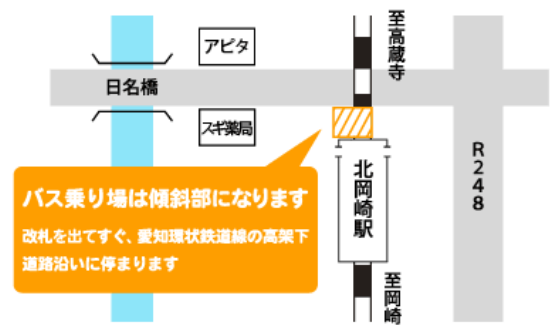 アピタ
至高蔵寺
日名橋
スギ薬局
R248
北岡崎駅
バス乗り場は傾斜部になります
改札を出てすぐ、愛知環状鉄道線の高架下
道路沿いに停まります
至岡崎